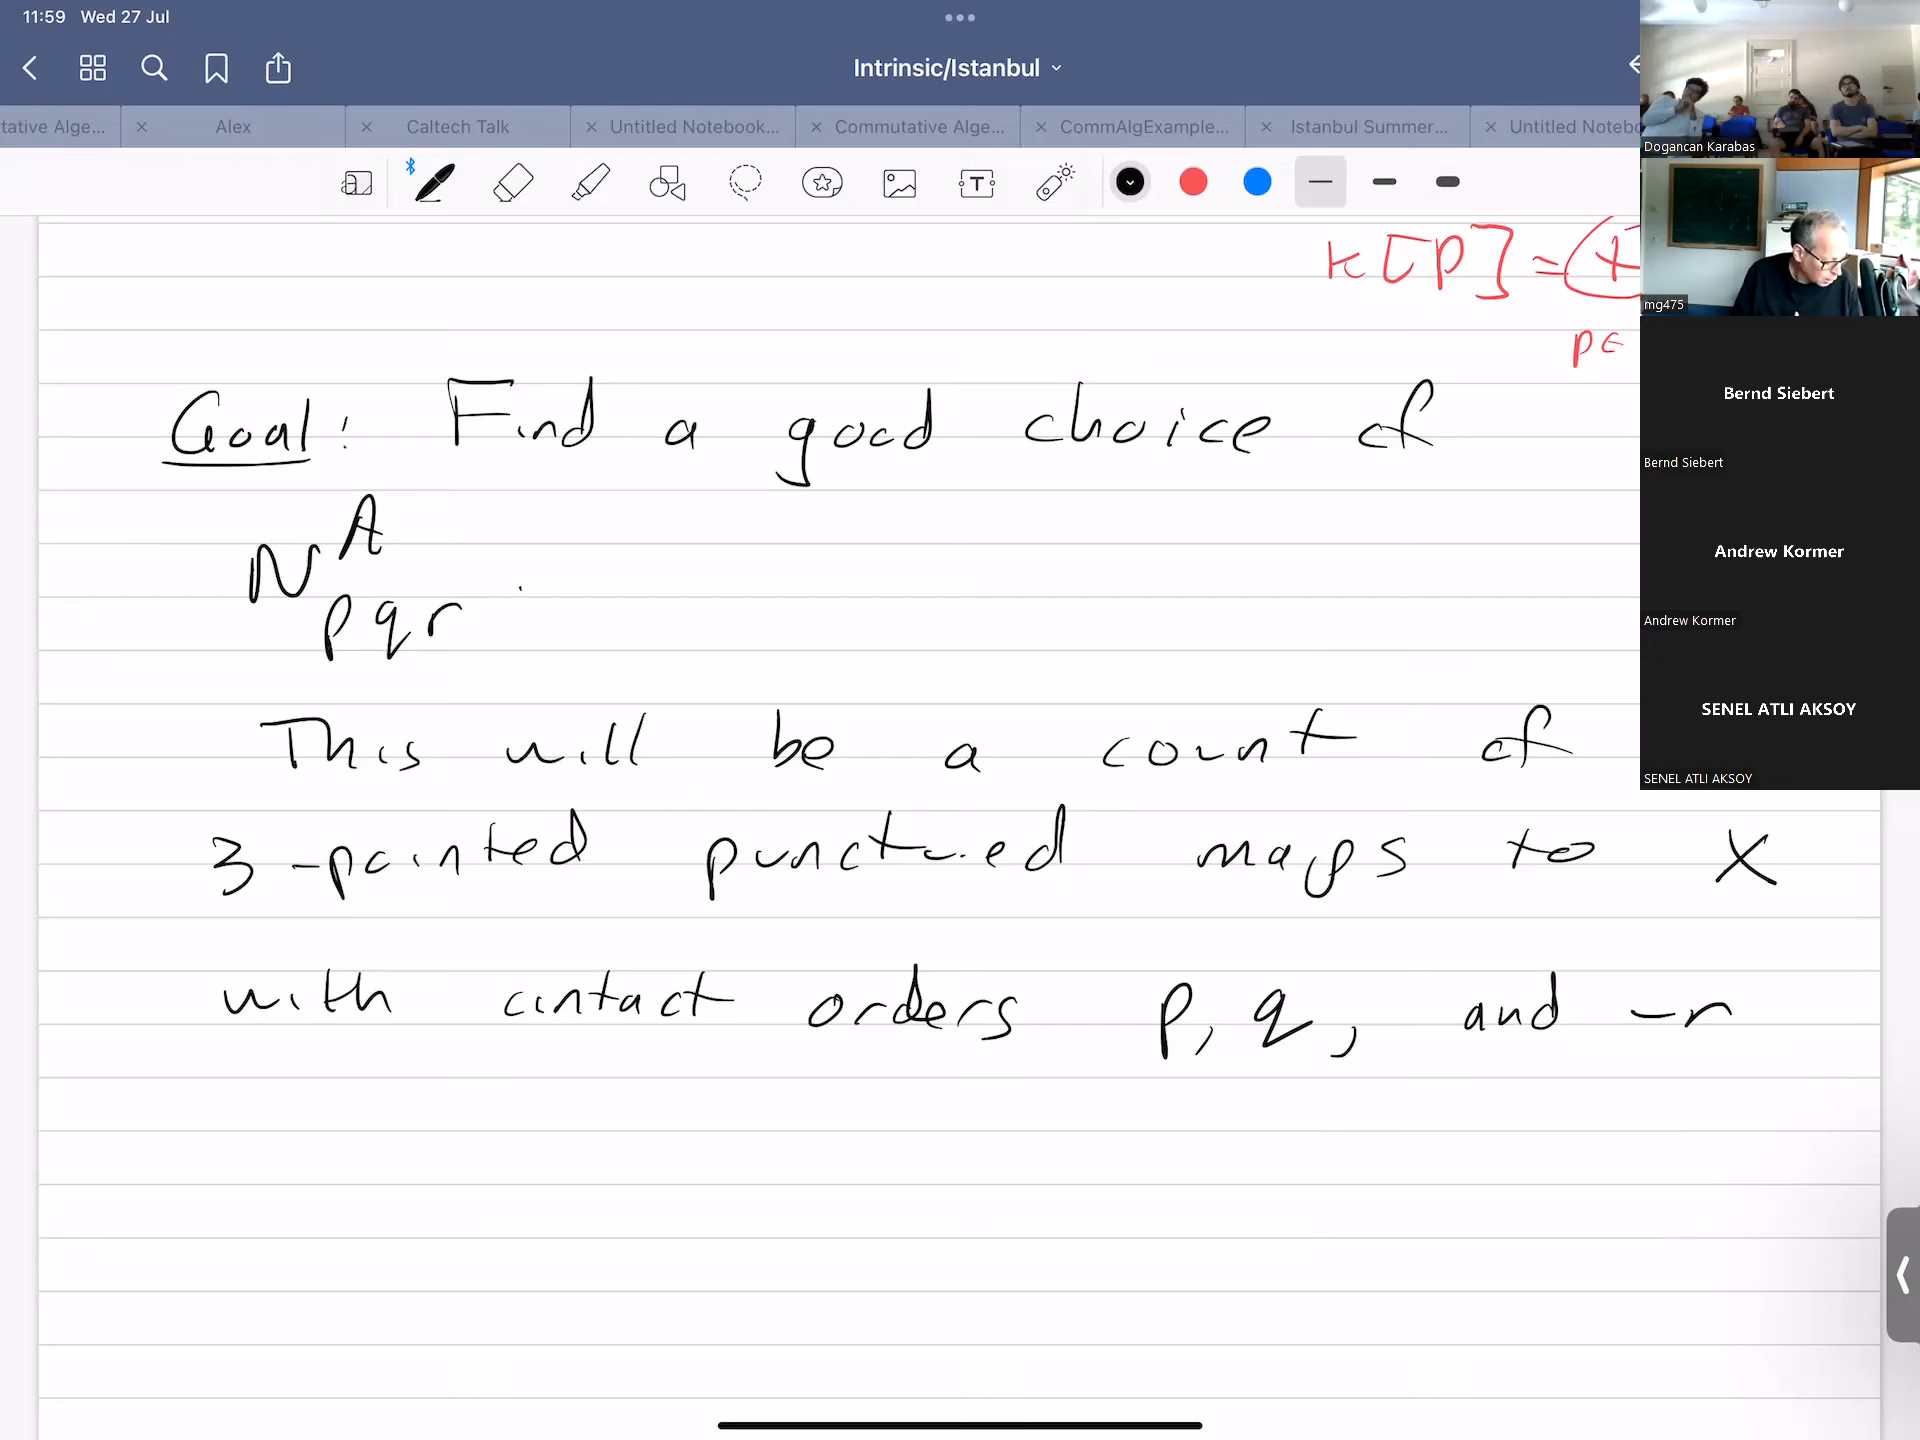 11:59 Wed 27 Jul
Intrinsic/Istanbul
tative Alge... Alex Caltech Talk Untitled Notebook... Commutative Alge... CommAlgExample... Istanbul Summer... Untitled Notebo
Dogancan Karabas
mg475
Bernd Siebert
Bernd Siebert
Andrew Kormer
Andrew Kormer
SENEL ATLI AKSOY
SENEL ATLI AKSOY
k[P] = ⊕
p∈
Goal: Find a good choice of
N^A_{pqr}.
This will be a count of
3-pointed punctured maps to X
with contact orders p, q, and -r